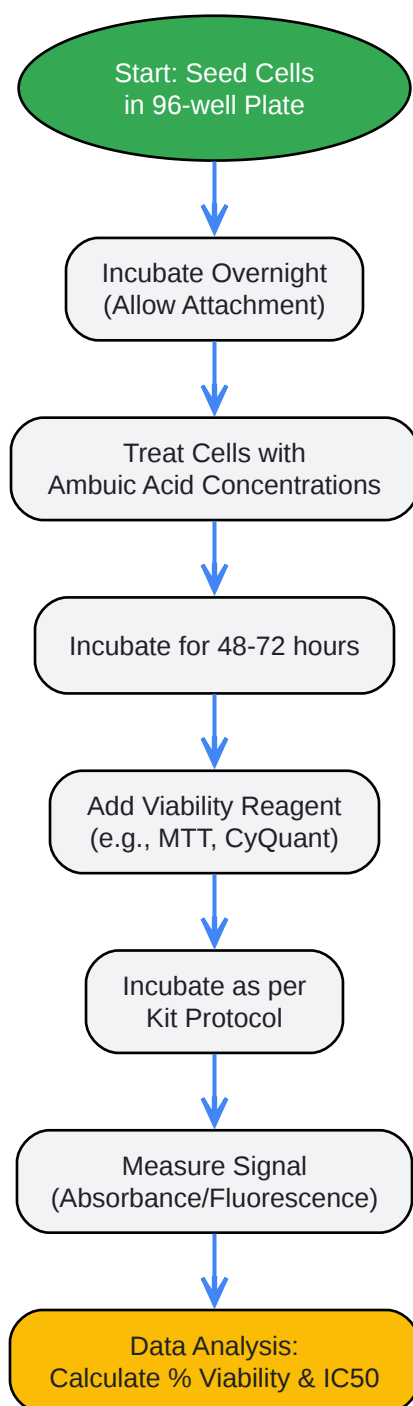 Start: Seed Cells
in 96-well Plate
Incubate Overnight
(Allow Attachment)
Treat Cells with
Ambuic Acid Concentrations
Incubate for 48-72 hours
Add Viability Reagent
(e.g., MTT, CyQuant)
Incubate as per
Kit Protocol
Measure Signal
(Absorbance/Fluorescence)
Data Analysis:
Calculate % Viability & IC50